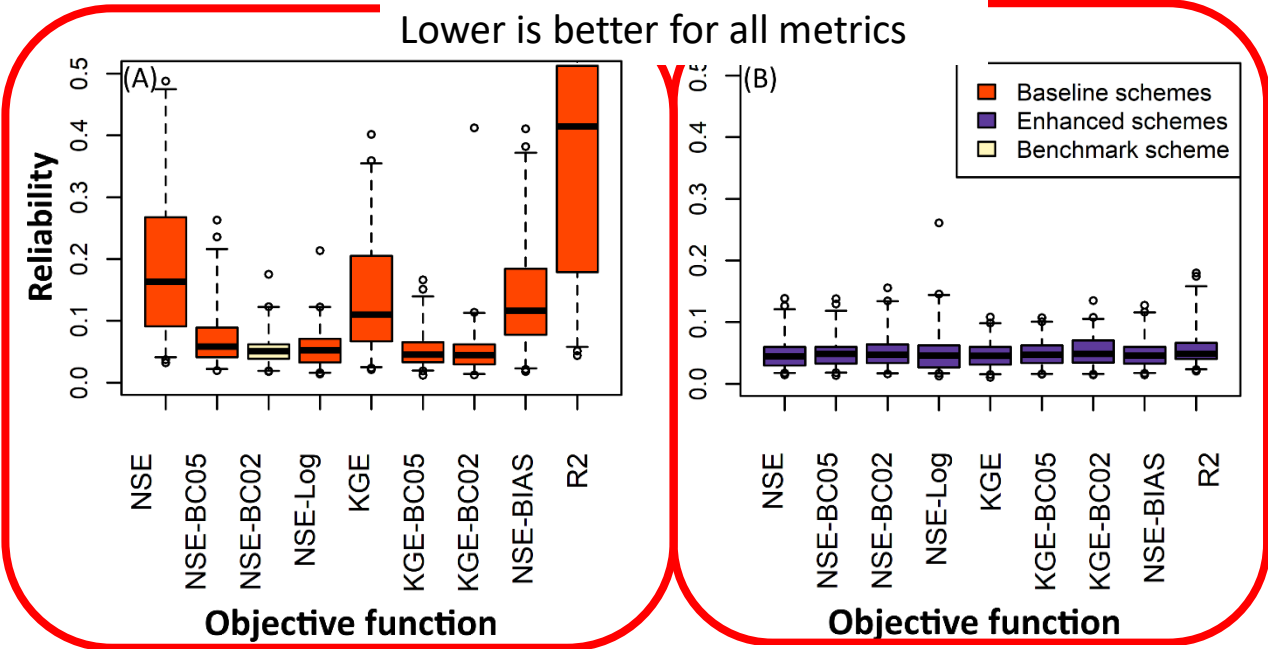 Lower is better for all metrics
(A)
Reliability
0.5
0.4
0.3
0.2
0.1
0.0
NSE
NSE-BC05
NSE-BC02
NSE-Log
KGE
KGE-BC05
KGE-BC02
NSE-BIAS
R2
Objective function
(B)
0.5
0.4
0.3
0.2
0.1
0.0
Baseline schemes
Enhanced schemes
Benchmark scheme
NSE
NSE-BC05
NSE-BC02
NSE-Log
KGE
KGE-BC05
KGE-BC02
NSE-BIAS
R2
Objective function